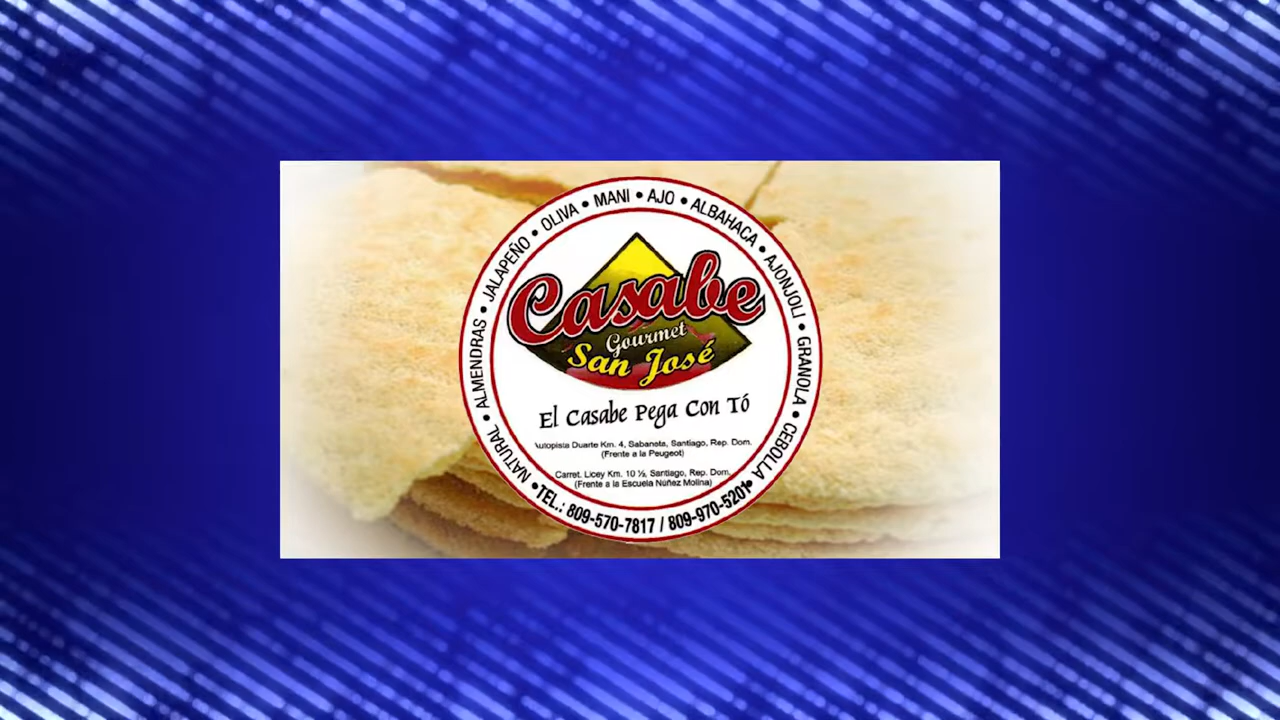 NATURAL • ALMENDRAS • JALAPEÑO • OLIVA • MANI • AJO • ALBAHACA • AJONJOLI • GRANOLA • CEBOLLA
Casabe
Gourmet
San José
El Casabe Pega Con Tó
Autopista Duarte Km. 4, Sabaneta, Santiago, Rep. Dom.
(Frente a la Peugeot)
Carret. Licey Km. 10 ½, Santiago, Rep. Dom.
(Frente a la Escuela Núñez Molina)
• TEL.: 809-570-7817 / 809-970-5201 •